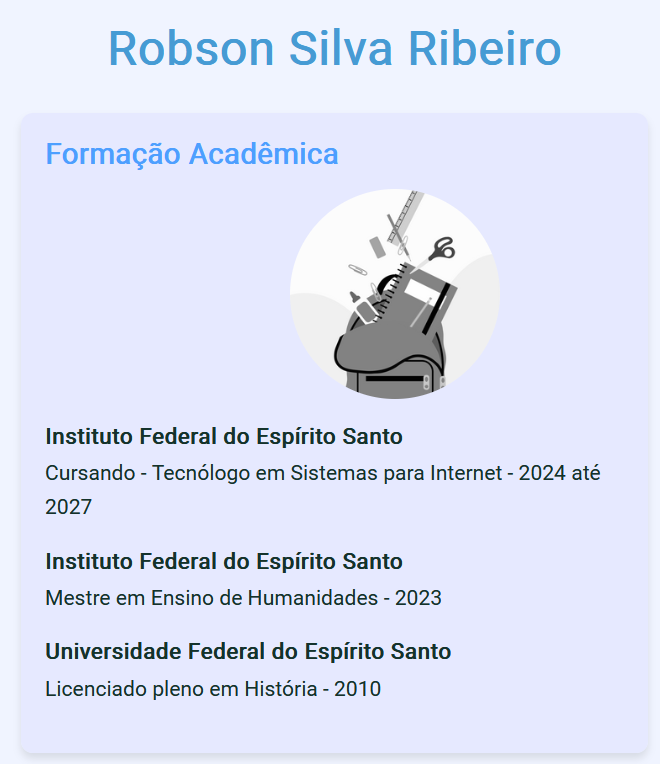 Robson Silva Ribeiro
Formação Acadêmica
Instituto Federal do Espírito Santo
Cursando - Tecnólogo em Sistemas para Internet - 2024 até
2027
Instituto Federal do Espírito Santo
Mestre em Ensino de Humanidades - 2023
Universidade Federal do Espírito Santo
Licenciado pleno em História - 2010